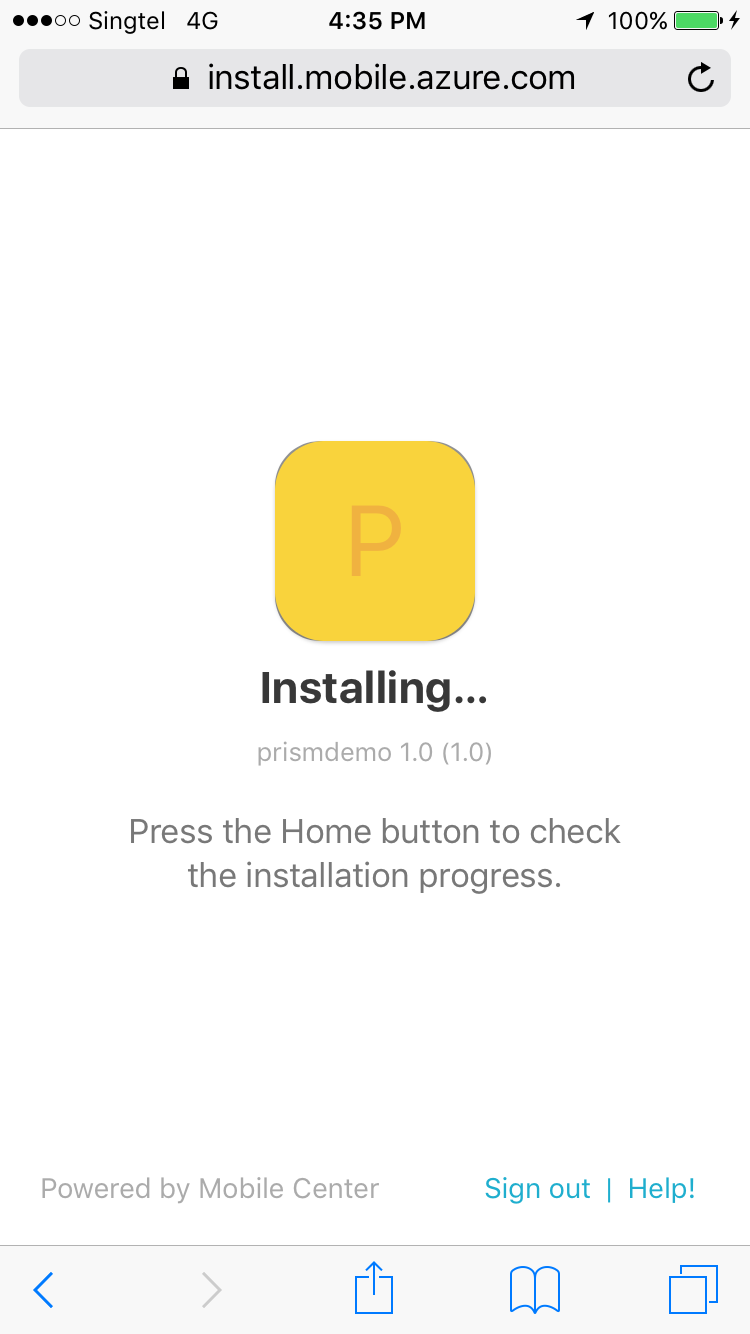 Singtel 4G 4:35 PM 100%
install.mobile.azure.com
P
Installing...
prismdemo 1.0 (1.0)
Press the Home button to check
the installation progress.
Powered by Mobile Center Sign out | Help!